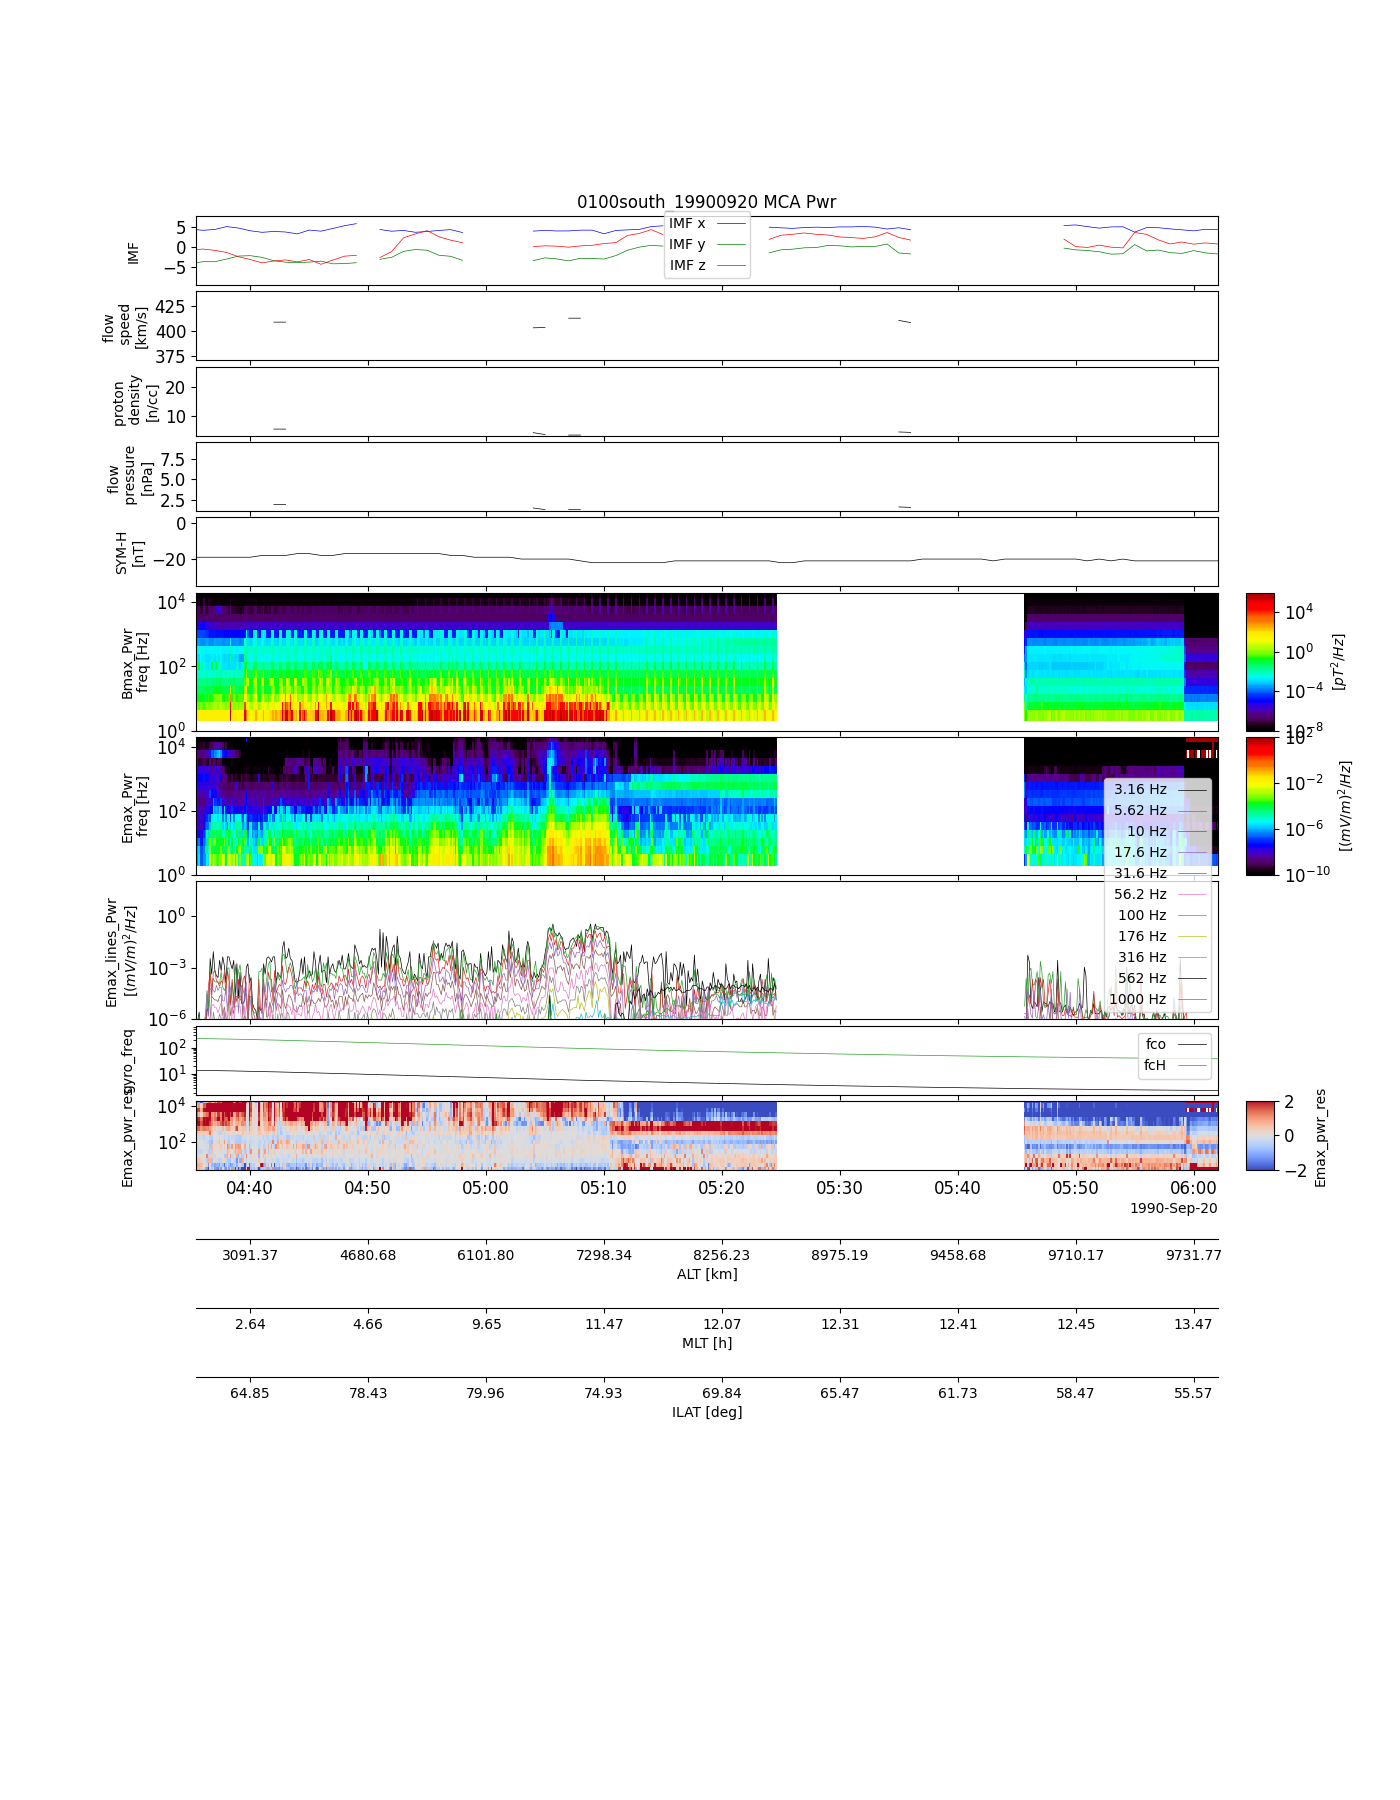 0100south_19900920 MCA Pwr
IMF
5
0
−5
IMF x
IMF y
IMF z
flow
speed
[km/s]
425
400
375
proton
density
[n/cc]
20
10
flow
pressure
[nPa]
7.5
5.0
2.5
SYM-H
[nT]
0
−20
Bmax_Pwr
freq [Hz]
10^4
10^2
10^0
10^4
10^0
10^−4
10^−8
[pT^2/Hz]
Emax_Pwr
freq [Hz]
10^4
10^2
10^0
10^2
10^−2
10^−6
10^−10
[(mV/m)^2/Hz]
3.16 Hz
5.62 Hz
10 Hz
17.6 Hz
31.6 Hz
56.2 Hz
100 Hz
176 Hz
316 Hz
562 Hz
1000 Hz
Emax_lines_Pwr
[(mV/m)^2/Hz]
10^0
10^−3
10^−6
gyro_freq
10^2
10^1
fco
fcH
Emax_pwr_res
10^4
10^2
2
0
−2
Emax_pwr_res
04:40 04:50 05:00 05:10 05:20 05:30 05:40 05:50 06:00
1990-Sep-20
3091.37 4680.68 6101.80 7298.34 8256.23 8975.19 9458.68 9710.17 9731.77
ALT [km]
2.64 4.66 9.65 11.47 12.07 12.31 12.41 12.45 13.47
MLT [h]
64.85 78.43 79.96 74.93 69.84 65.47 61.73 58.47 55.57
ILAT [deg]